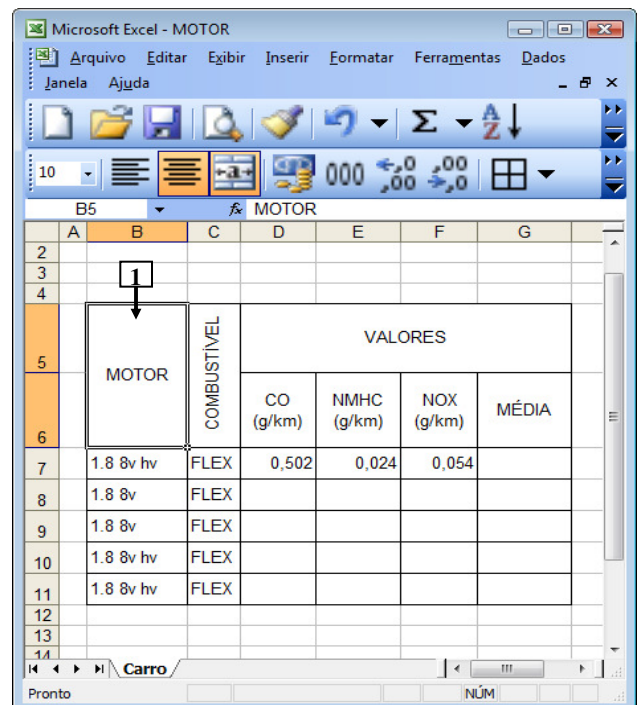 Microsoft Excel - MOTOR
Arquivo Editar Exibir Inserir Formatar Ferramentas Dados
Janela Ajuda
10 000 ,00 ,00
B5 fx MOTOR
A B C D E F G
2
3
1
4
5 MOTOR COMBUSTÍVEL VALORES
6 CO (g/km) NMHC (g/km) NOX (g/km) MÉDIA
7 1.8 8v hv FLEX 0,502 0,024 0,054
8 1.8 8v FLEX
9 1.8 8v FLEX
10 1.8 8v hv FLEX
11 1.8 8v hv FLEX
12
13
14
Carro
Pronto NÚM